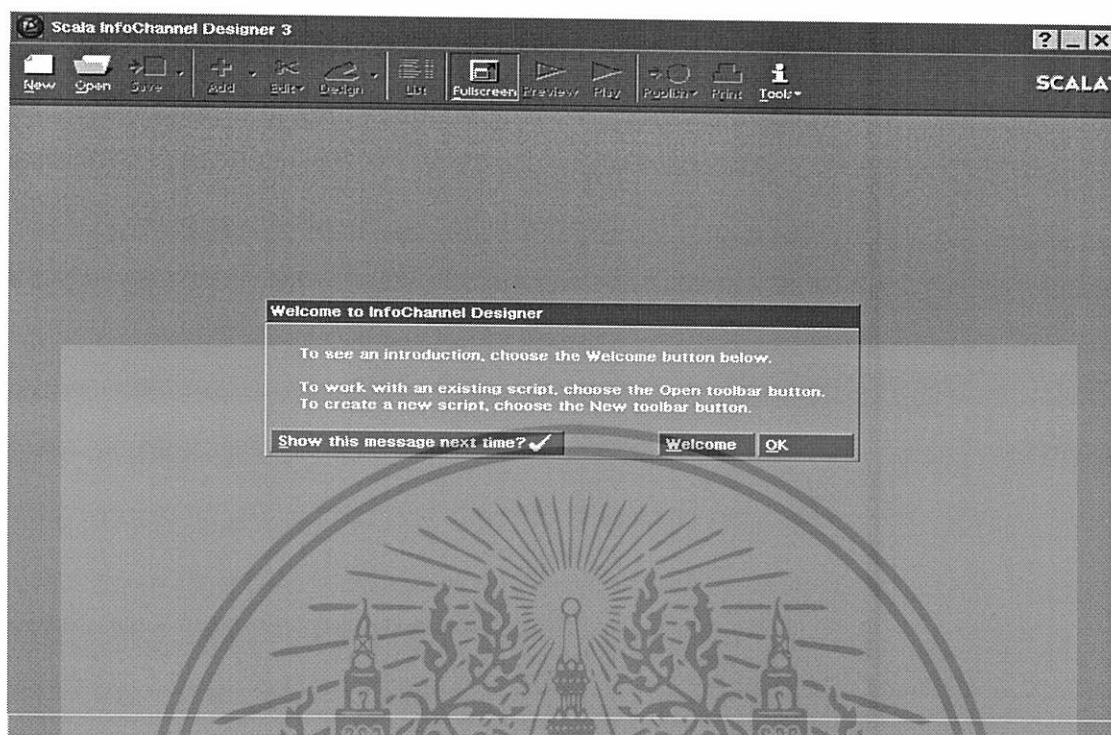 Scala InfoChannel Designer 3
New Open Save Add Edit Design List Fullscreen Preview Play Publish Print Tools
SCALA
Welcome to InfoChannel Designer
To see an introduction, choose the Welcome button below.
To work with an existing script, choose the Open toolbar button.
To create a new script, choose the New toolbar button.
Show this message next time?
Welcome OK